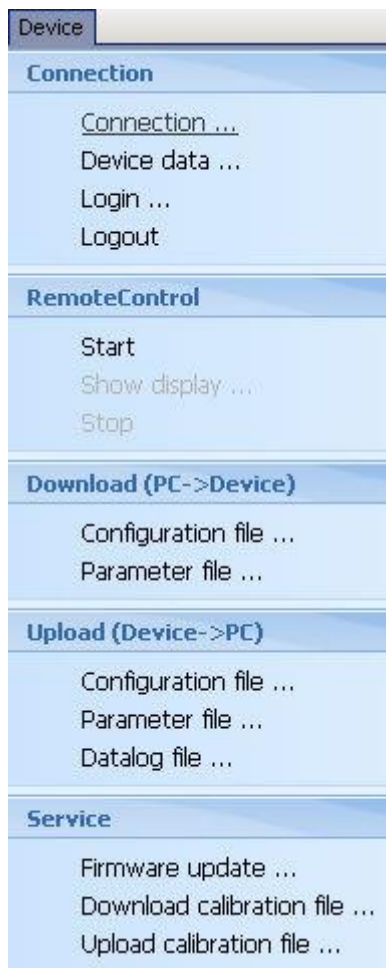 Device
Connection
Connection ...
Device data ...
Login ...
Logout
RemoteControl
Start
Show display ...
Stop
Download (PC->Device)
Configuration file ...
Parameter file ...
Upload (Device->PC)
Configuration file ...
Parameter file ...
Datalog file ...
Service
Firmware update ...
Download calibration file ...
Upload calibration file ...